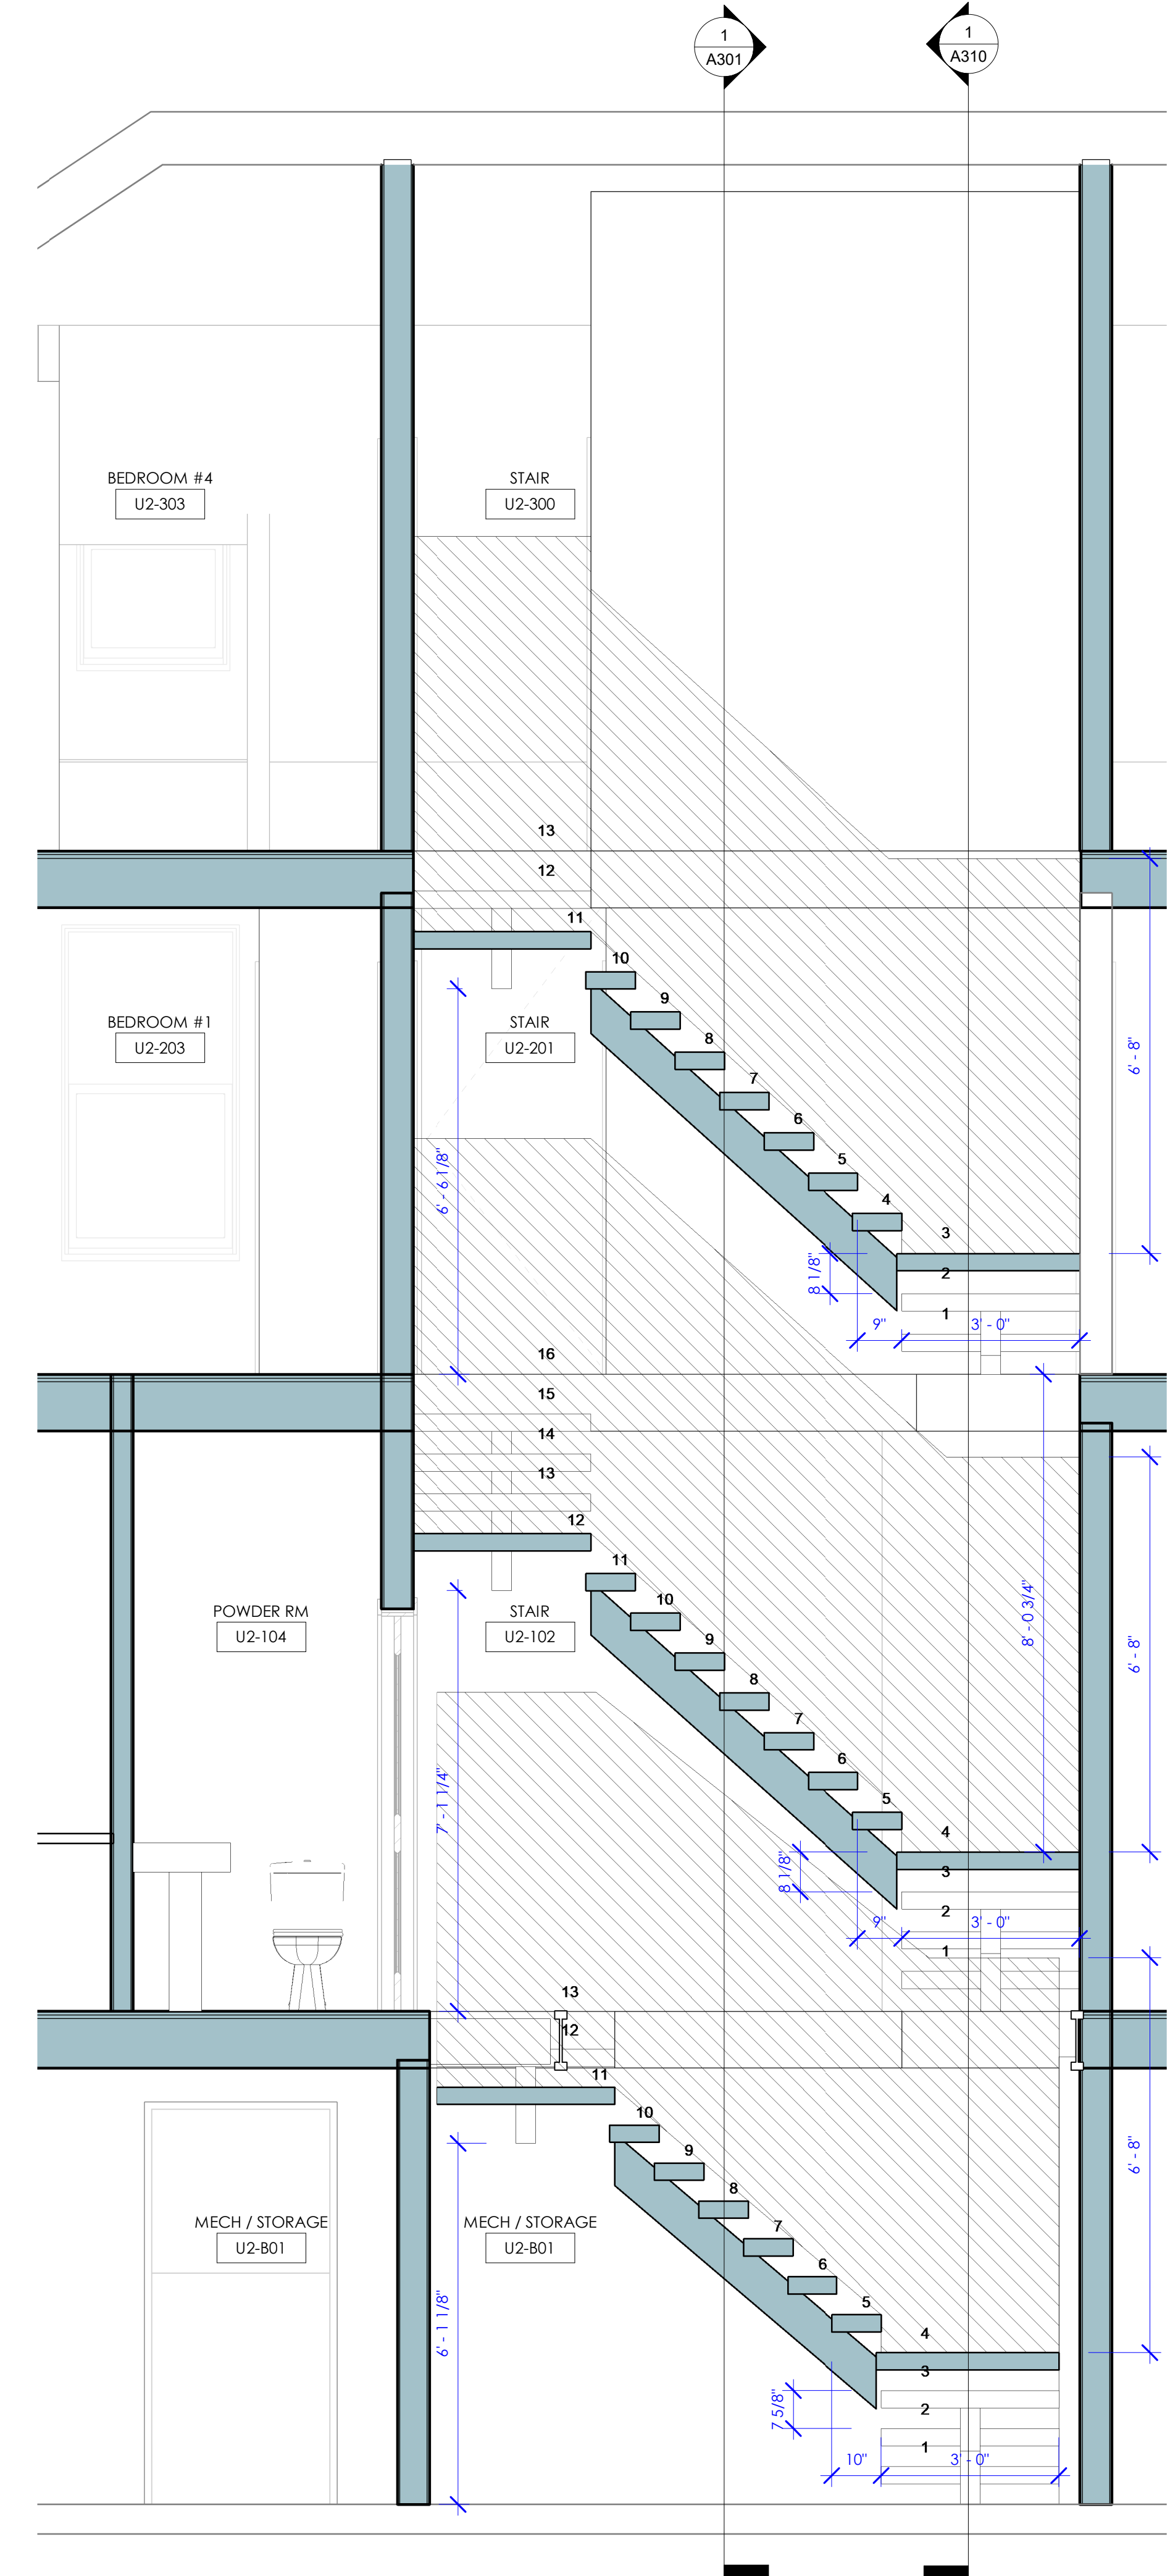 1
A301
1
A310
BEDROOM #4
U2-303
STAIR
U2-300
13
12
11
10
9
8
7
6
5
4
3
2
1
6' - 8"
BEDROOM #1
U2-203
STAIR
U2-201
6' - 6 1/8"
8 1/8"
9"
3' - 0"
16
15
14
13
12
11
10
9
8
7
6
5
4
3
2
1
POWDER RM
U2-104
STAIR
U2-102
8' - 0 3/4"
6' - 8"
7' - 1 1/4"
8 1/8"
9"
3' - 0"
13
12
11
10
9
8
7
6
5
4
3
2
1
6' - 8"
MECH / STORAGE
U2-B01
MECH / STORAGE
U2-B01
6' - 1 1/8"
7 5/8"
10"
3' - 0"